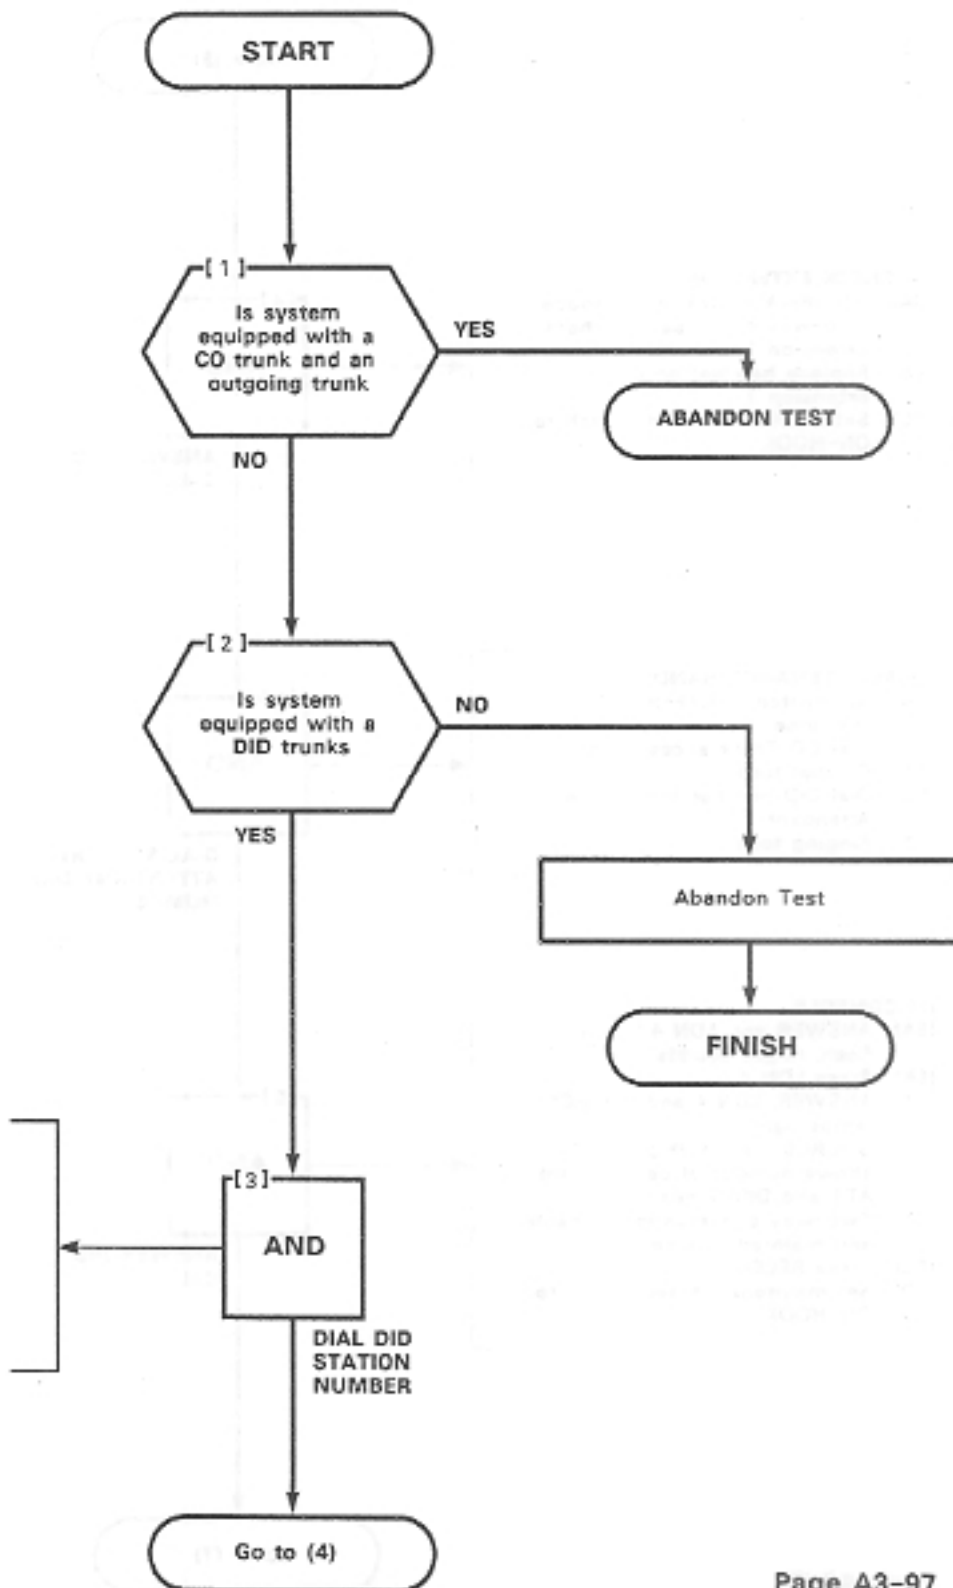 START
[ 1 ]
Is system
equipped with a
CO trunk and an
outgoing trunk
YES
ABANDON TEST
NO
[ 2 ]
Is system
equipped with a
DID trunks
NO
YES
Abandon Test
FINISH
[3]
AND
DIAL DID
STATION
NUMBER
Go to (4)
Page A3-97